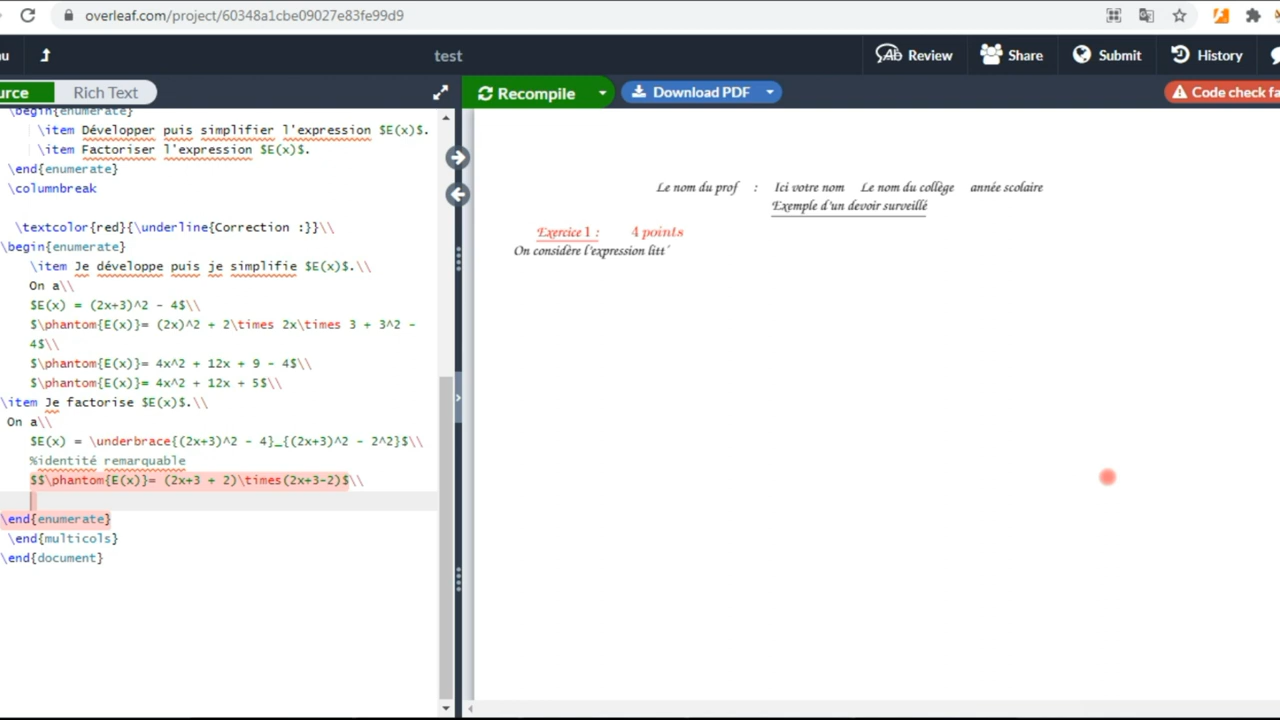 overleaf.com/project/60348a1cbe09027e83fe99d9
nu
test
Review
Share
Submit
History
urce
Rich Text
Recompile
Download PDF
Code check fa
\begin{enumerate}
\item Développer puis simplifier l'expression $E(x)$.
\item Factoriser l'expression $E(x)$.
\end{enumerate}
\columnbreak
\textcolor{red}{\underline{Correction :}}\\
\begin{enumerate}
\item Je développe puis je simplifie $E(x)$.\\
On a\\
$E(x) = (2x+3)^2 - 4$\\
$\phantom{E(x)}= (2x)^2 + 2\times 2x\times 3 + 3^2 -
4$\\
$\phantom{E(x)}= 4x^2 + 12x + 9 - 4$\\
$\phantom{E(x)}= 4x^2 + 12x + 5$\\
\item Je factorise $E(x)$.\\
On a\\
$E(x) = \underbrace{(2x+3)^2 - 4}_{(2x+3)^2 - 2^2}$\\
%identité remarquable
$$\phantom{E(x)}= (2x+3 + 2)\times(2x+3-2)$\\
\end{enumerate}
\end{multicols}
\end{document}
Le nom du prof : Ici votre nom Le nom du collège année scolaire
Exemple d'un devoir surveillé
Exercice 1 : 4 points
On considère l'expression litt´